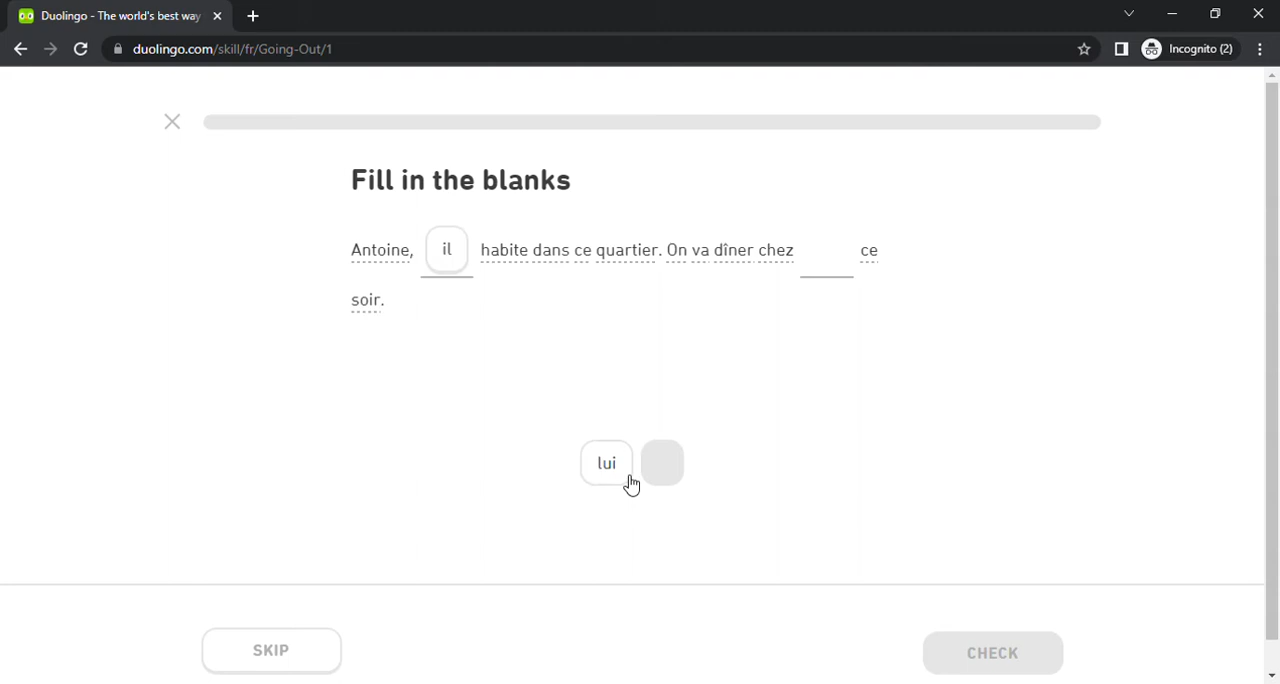 Duolingo - The world's best way
duolingo.com/skill/fr/Going-Out/1
Incognito (2)
Fill in the blanks
Antoine, il habite dans ce quartier. On va dîner chez ce
soir.
lui
SKIP
CHECK